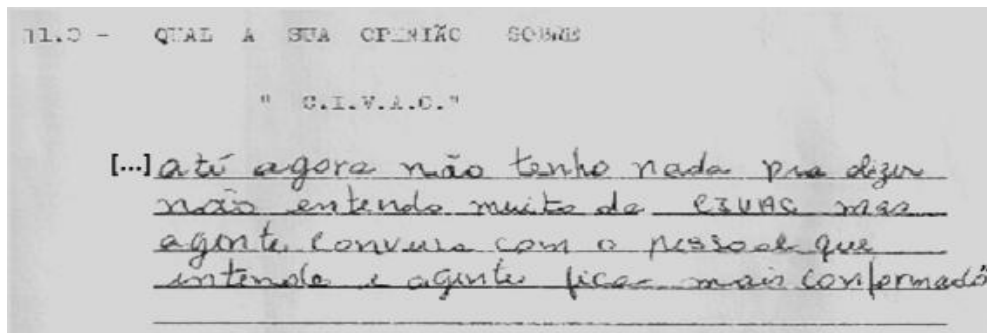 11.0 - QUAL A SUA OPINIÃO SOBRE
" C.I.V.A.C."
[...] até agora não tenho nada pra dizer
não entendo muito de CIVAC mas
agente conversa com o pessoal que
intende e agente fica mais conformado